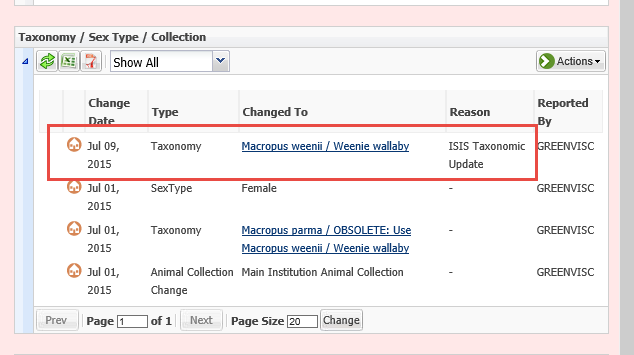 Taxonomy / Sex Type / Collection
Show All
Actions
Change Date Type Changed To Reason Reported By
Jul 09, 2015 Taxonomy Macropus weenii / Weenie wallaby ISIS Taxonomic Update GREENVISC
Jul 01, 2015 SexType Female - GREENVISC
Jul 01, 2015 Taxonomy Macropus parma / OBSOLETE: Use Macropus weenii / Weenie wallaby - GREENVISC
Jul 01, 2015 Animal Collection Change Main Institution Animal Collection - GREENVISC
Prev Page 1 of 1 Next Page Size 20 Change